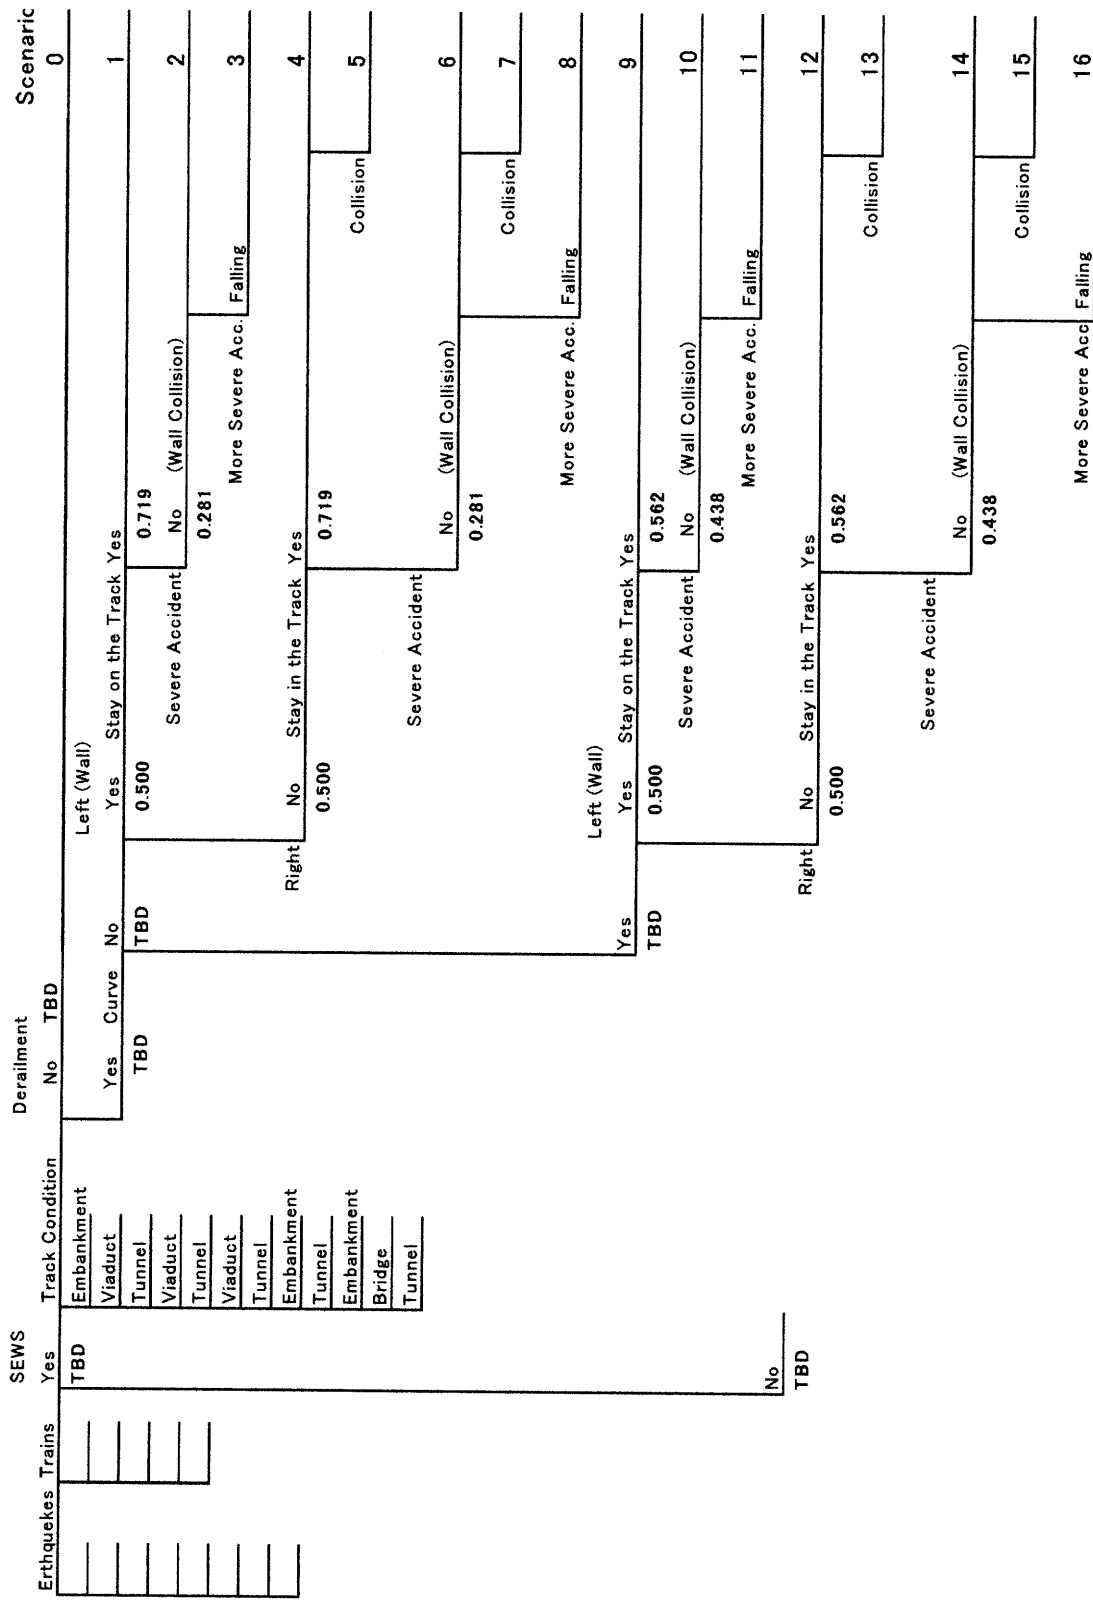 Erthquekes Trains SEWS Track Condition Derailment Scenaric
Yes
TBD
No
TBD
Embankment
Viaduct
Tunnel
Viaduct
Tunnel
Viaduct
Tunnel
Embankment
Tunnel
Embankment
Bridge
Tunnel
No TBD 0
Yes Curve No
TBD TBD
Left (Wall)
Yes Stay on the Track Yes 1
0.500 0.719
Severe Accident No (Wall Collision) 2
0.281
More Severe Acc. Falling 3
Right No Stay in the Track Yes 4
0.500 0.719
Collision 5
Severe Accident
No (Wall Collision) 6
0.281
Collision 7
More Severe Acc. Falling 8
Left (Wall)
Yes
TBD
Yes Stay on the Track Yes 9
0.500 0.562
Severe Accident No (Wall Collision) 10
0.438
More Severe Acc. Falling 11
Right No Stay in the Track Yes 12
0.500 0.562
Collision 13
Severe Accident
No (Wall Collision) 14
0.438
Collision 15
More Severe Acc. Falling 16